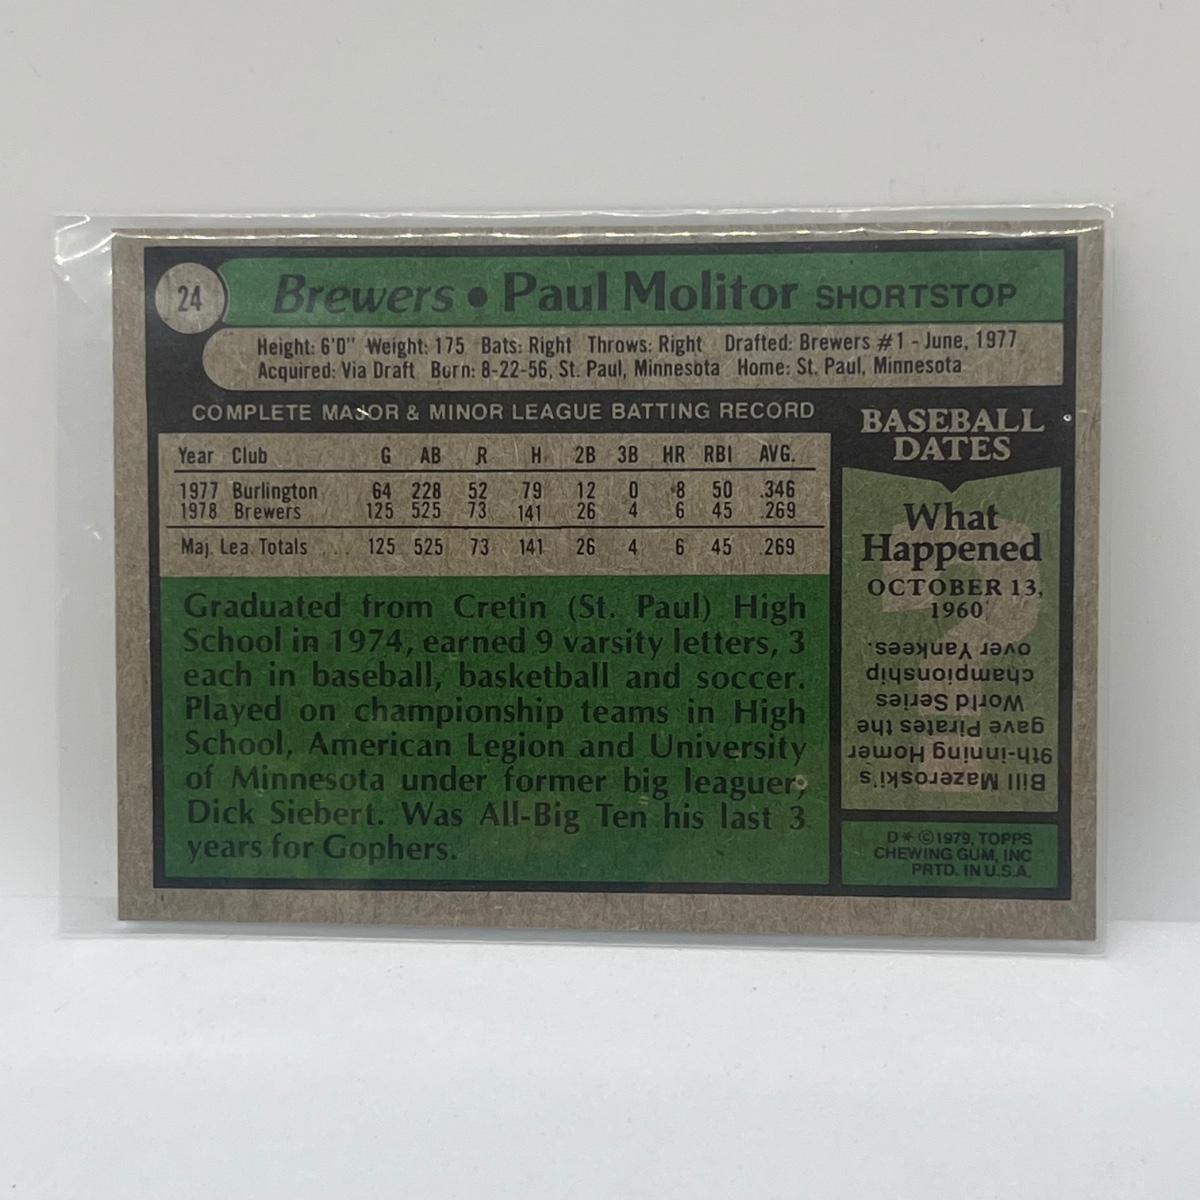 24
Brewers • Paul Molitor SHORTSTOP
Height: 6'0" Weight: 175 Bats: Right Throws: Right Drafted: Brewers #1 - June, 1977
Acquired: Via Draft Born: 8-22-56, St. Paul, Minnesota Home: St. Paul, Minnesota
COMPLETE MAJOR & MINOR LEAGUE BATTING RECORD
Year Club G AB R H 2B 3B HR RBI AVG.
1977 Burlington 64 228 52 79 12 0 8 50 .346
1978 Brewers 125 525 73 141 26 4 6 45 .269
Maj. Lea. Totals ... 125 525 73 141 26 4 6 45 .269
Graduated from Cretin (St. Paul) High
School in 1974, earned 9 varsity letters, 3
each in baseball, basketball and soccer.
Played on championship teams in High
School, American Legion and University
of Minnesota under former big leaguer,
Dick Siebert. Was All-Big Ten his last 3
years for Gophers.
BASEBALL
DATES
What
Happened
OCTOBER 13,
1960
Bill Mazeroski's
9th-inning Homer
gave Pirates the
World Series
championship
over Yankees.
D* ©1979, TOPPS
CHEWING GUM, INC
PRTD. IN U.S.A.